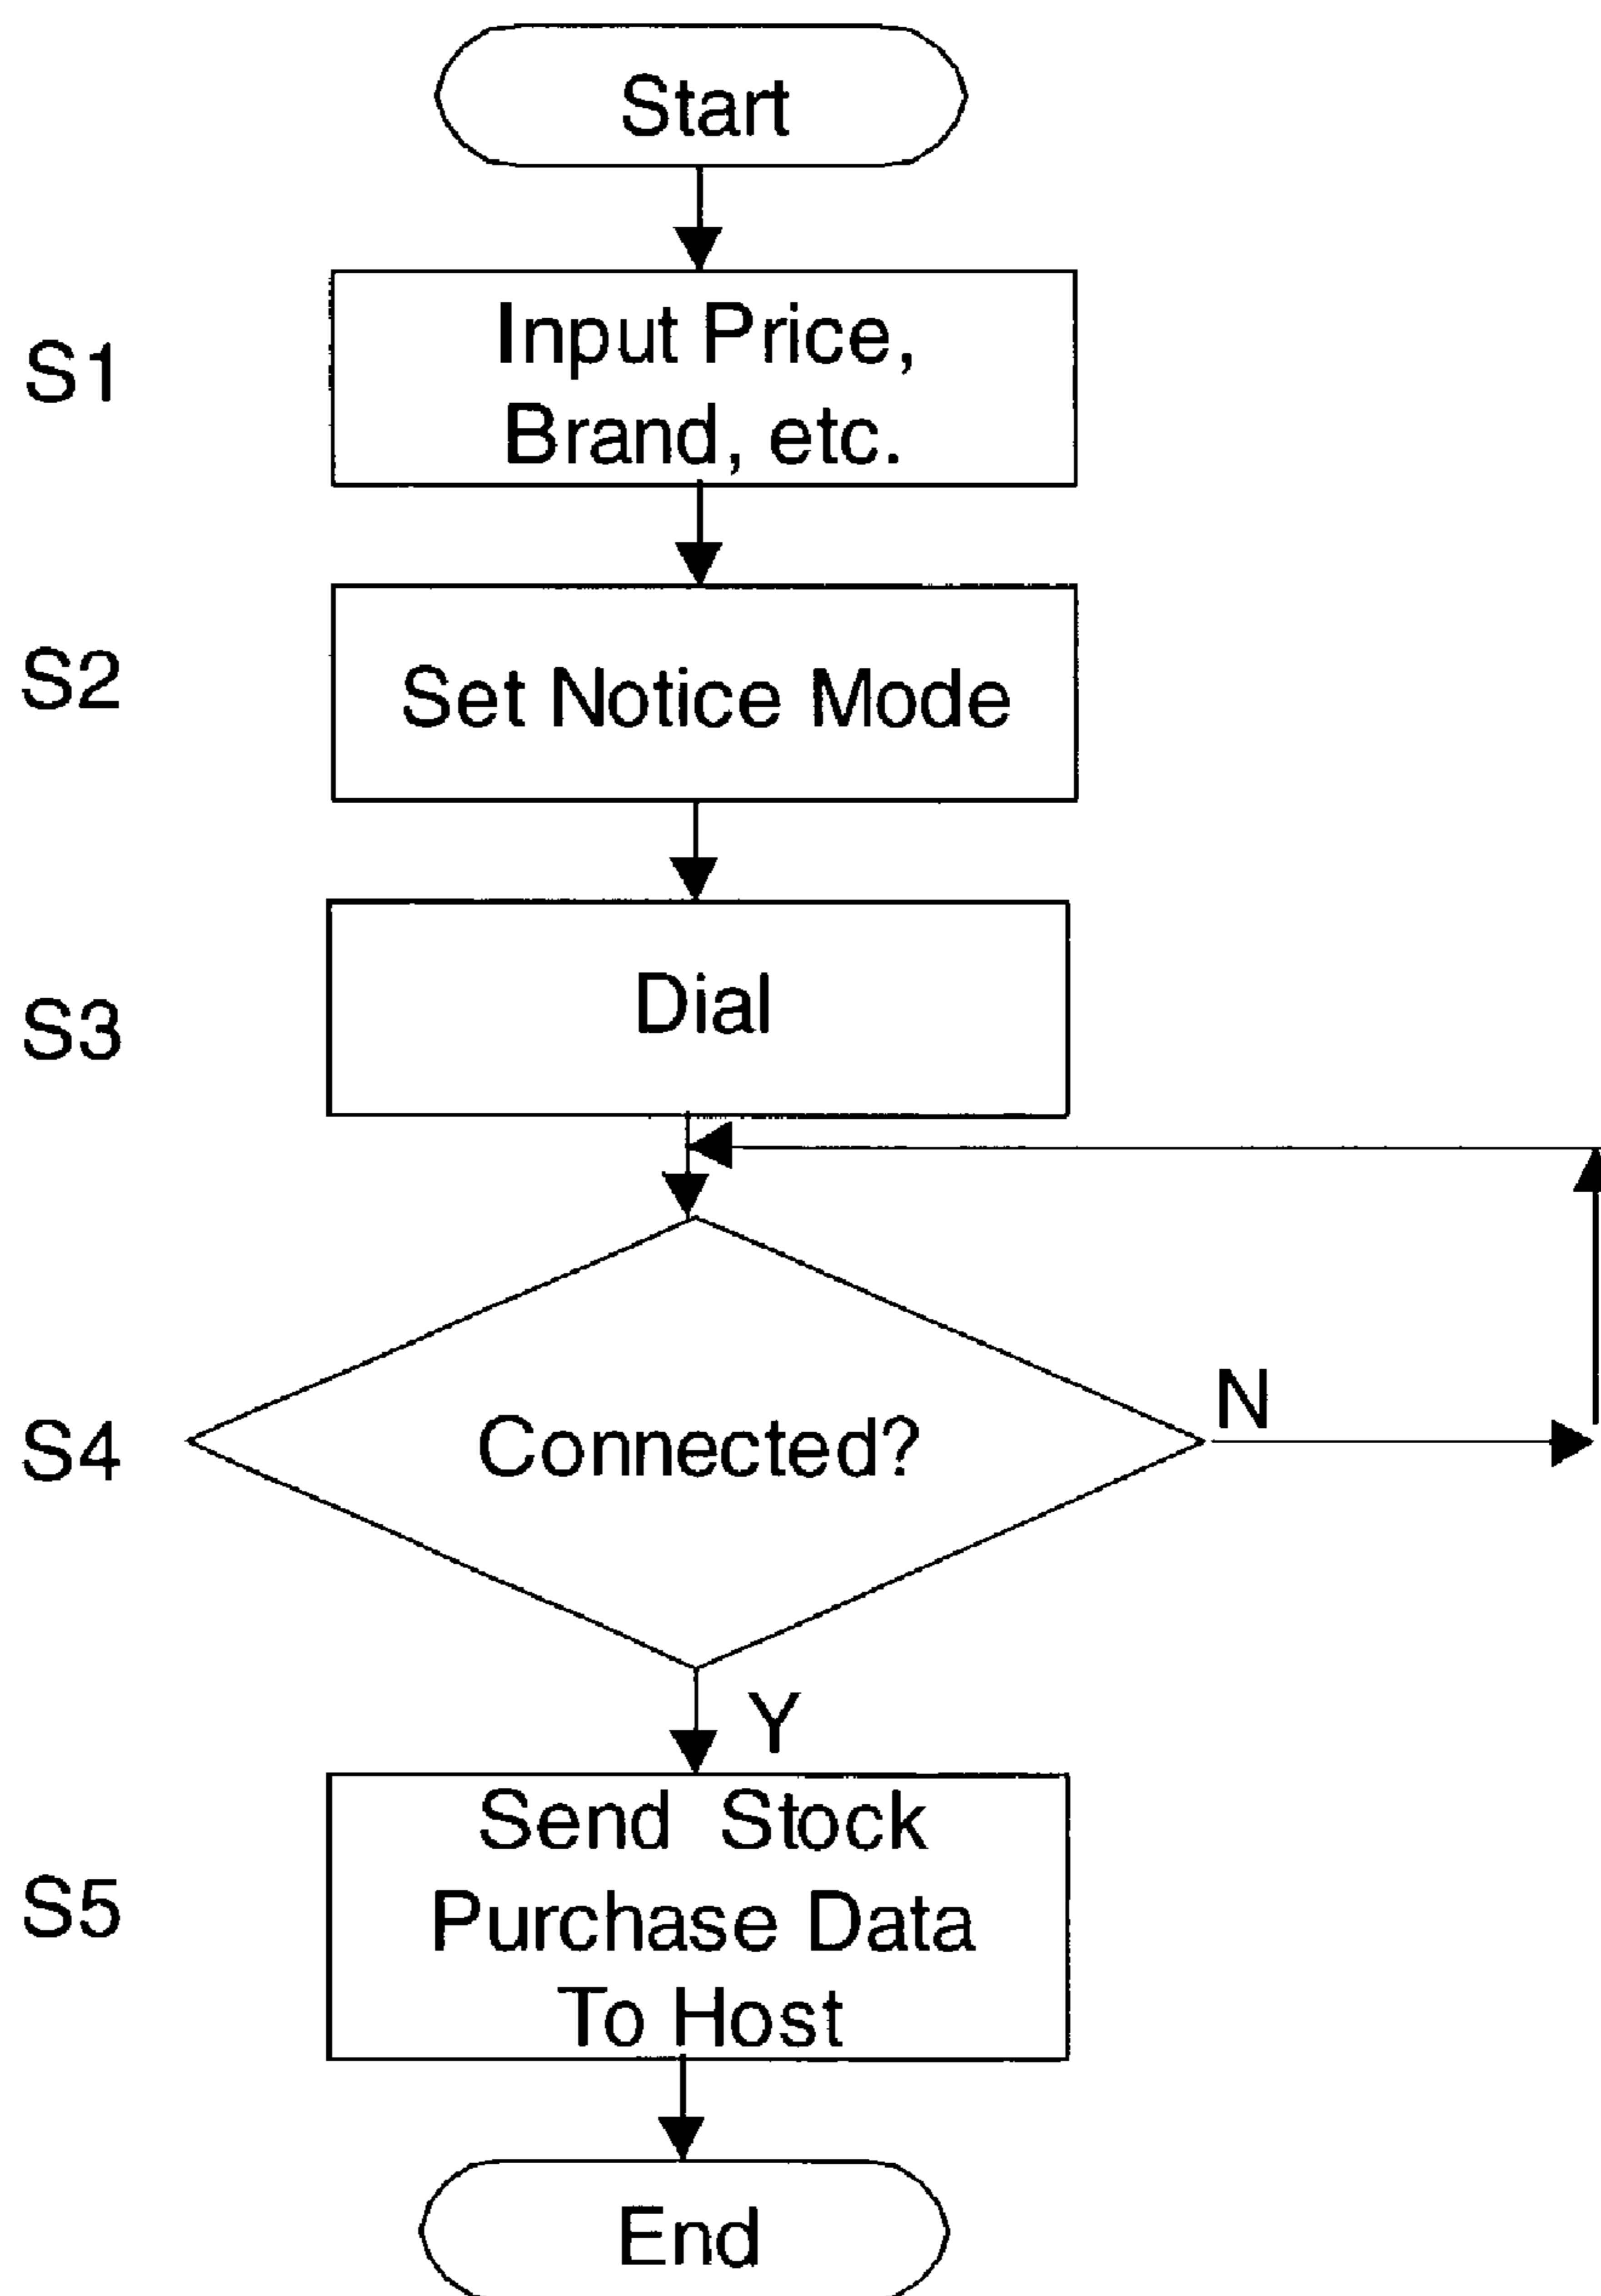 Start
S1
Input Price,
Brand, etc.
S2
Set Notice Mode
S3
Dial
S4
Connected?
N
Y
S5
Send Stock
Purchase Data
To Host
End